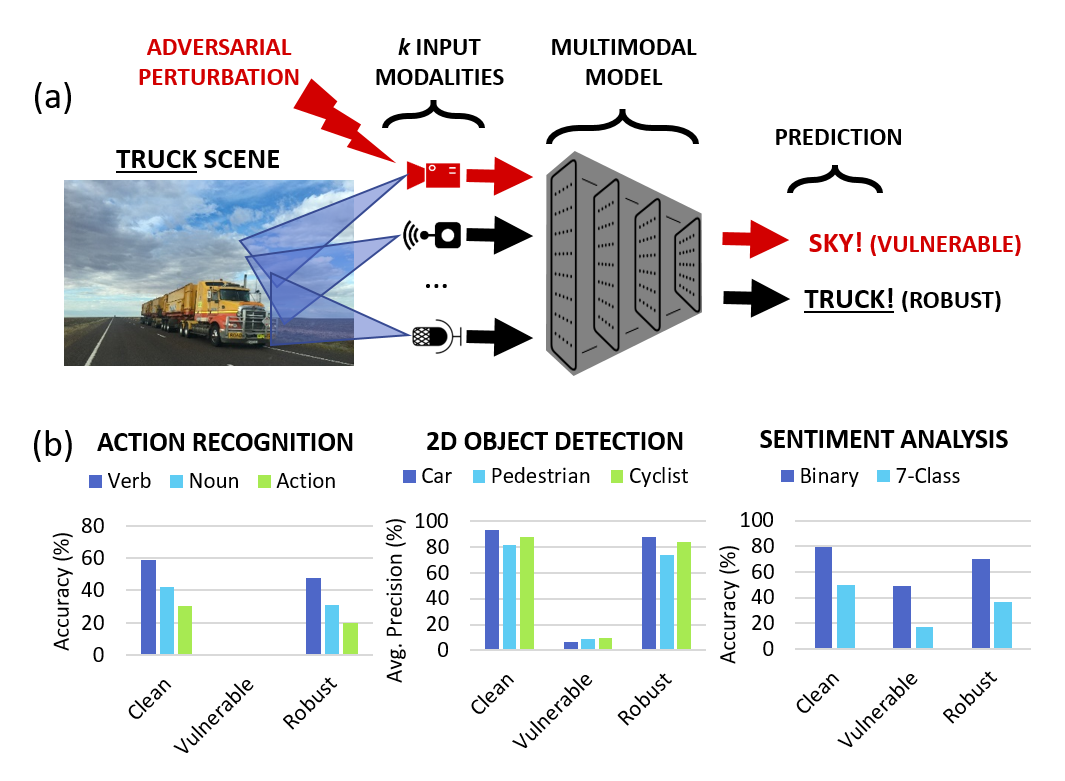 (a)
ADVERSARIAL
PERTURBATION
k INPUT
MODALITIES
MULTIMODAL
MODEL
PREDICTION
TRUCK SCENE
...
SKY! (VULNERABLE)
TRUCK! (ROBUST)
(b)
ACTION RECOGNITION
Verb Noun Action
Accuracy (%)
80
60
40
20
0
Clean
Vulnerable
Robust
2D OBJECT DETECTION
Car Pedestrian Cyclist
Avg. Precision (%)
100
80
60
40
20
0
Clean
Vulnerable
Robust
SENTIMENT ANALYSIS
Binary 7-Class
Accuracy (%)
100
80
60
40
20
0
Clean
Vulnerable
Robust